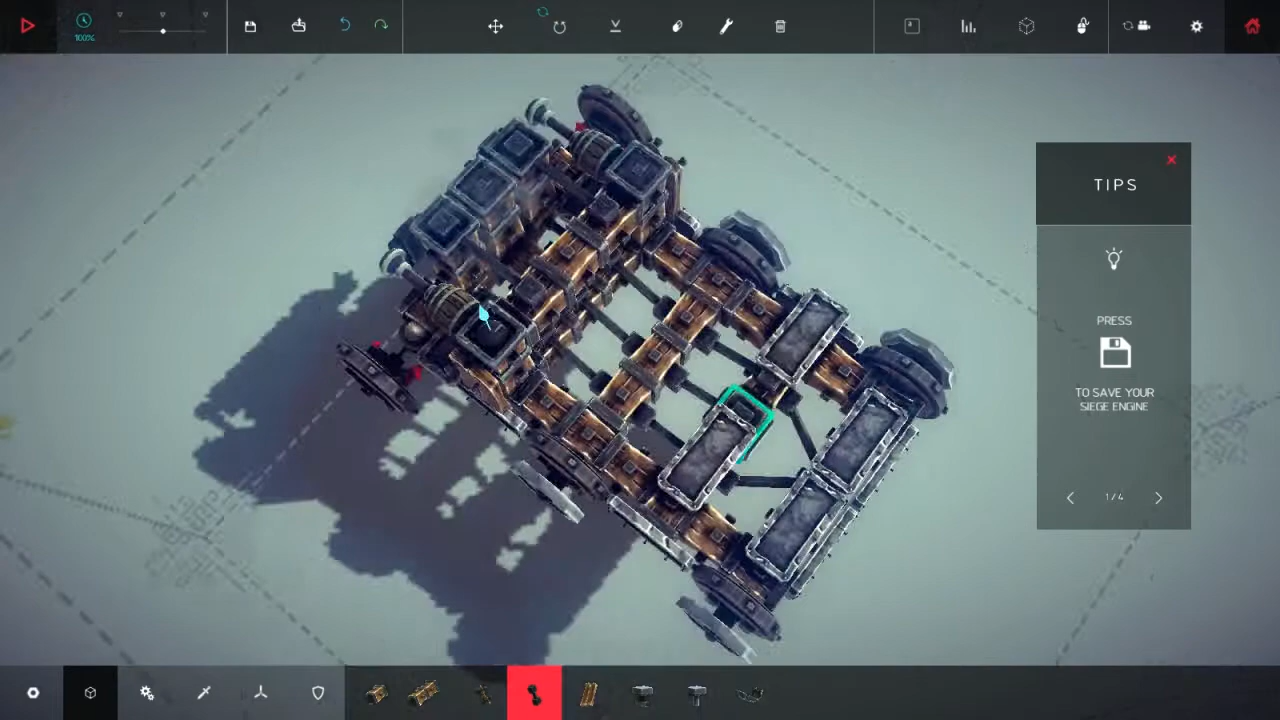 100%
TIPS
PRESS
TO SAVE YOUR
SIEGE ENGINE
1/4